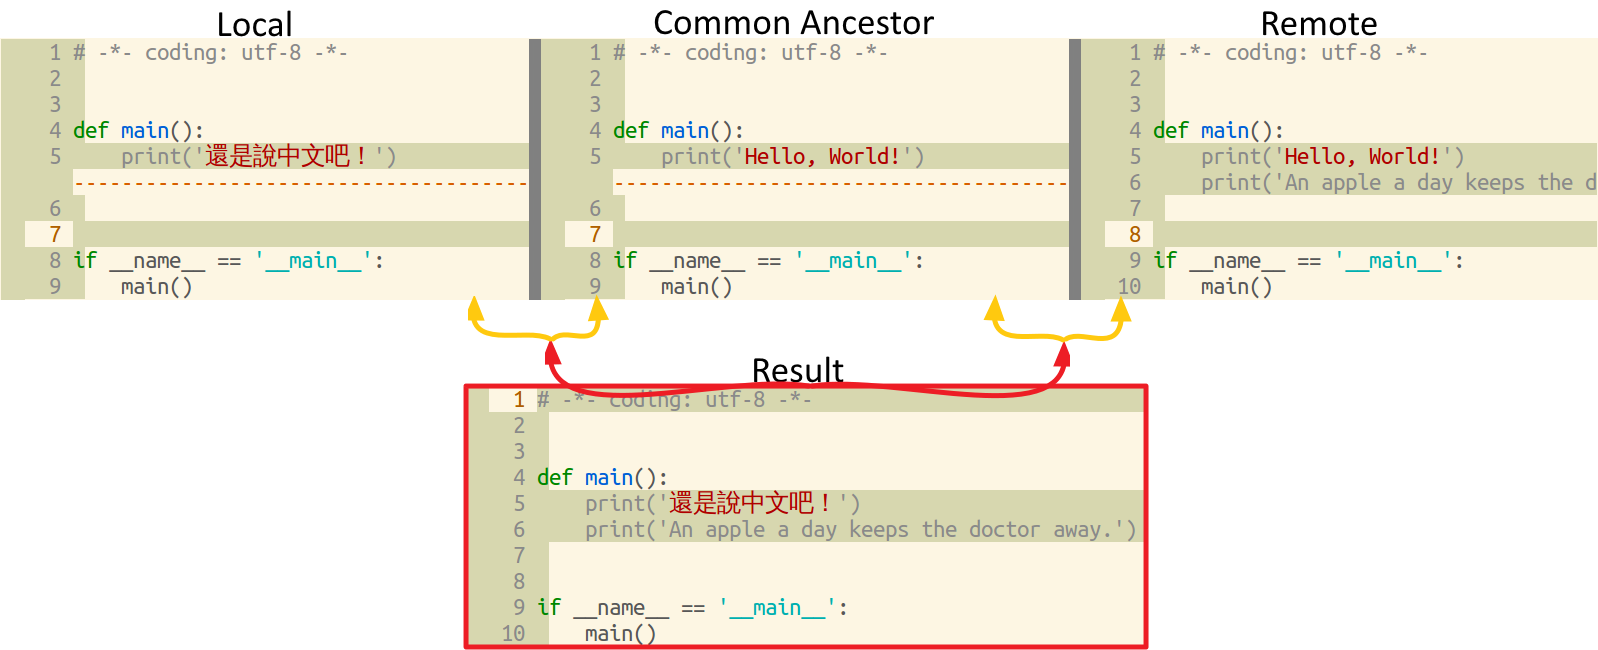 Local
1 # -*- coding: utf-8 -*-
2
3
4 def main():
5     print('還是說中文吧！')
------------------------------
6
7
8 if __name__ == '__main__':
9     main()
Common Ancestor
1 # -*- coding: utf-8 -*-
2
3
4 def main():
5     print('Hello, World!')
------------------------------
6
7
8 if __name__ == '__main__':
9     main()
Remote
1 # -*- coding: utf-8 -*-
2
3
4 def main():
5     print('Hello, World!')
6     print('An apple a day keeps the d
7
8
9 if __name__ == '__main__':
10     main()
Result
1 # -*- coding: utf-8 -*-
2
3
4 def main():
5     print('還是說中文吧！')
6     print('An apple a day keeps the doctor away.')
7
8
9 if __name__ == '__main__':
10     main()